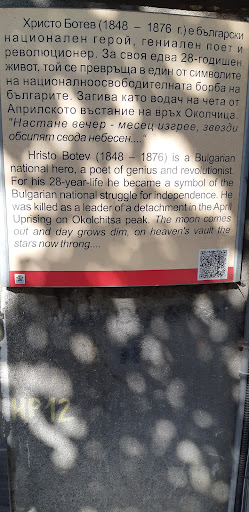 Христо Ботев (1848 – 1876 г.) е български
национален герой, гениален поет и
революционер. За своя едва 28-годишен
живот, той се превръща в един от символите
на националноосвободителната борба на
българите. Загива като водач на чета от
Априлското въстание на връх Околчица.
"Настане вечер - месец изгрее, звезди
обсипят свода небесен...."
Hristo Botev (1848 – 1876) is a Bulgarian
national hero, a poet of genius and revolutionist.
For his 28-year-life he became a symbol of the
Bulgarian national struggle for independence. He
was killed as a leader of a detachment in the April
Uprising on Okolchitsa peak. The moon comes
out and day grows dim, on heaven's vault the
stars now throng....
№ 12